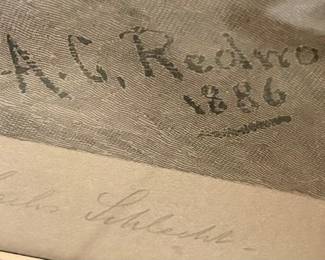 A. C. Redwo
1886
Schlecht